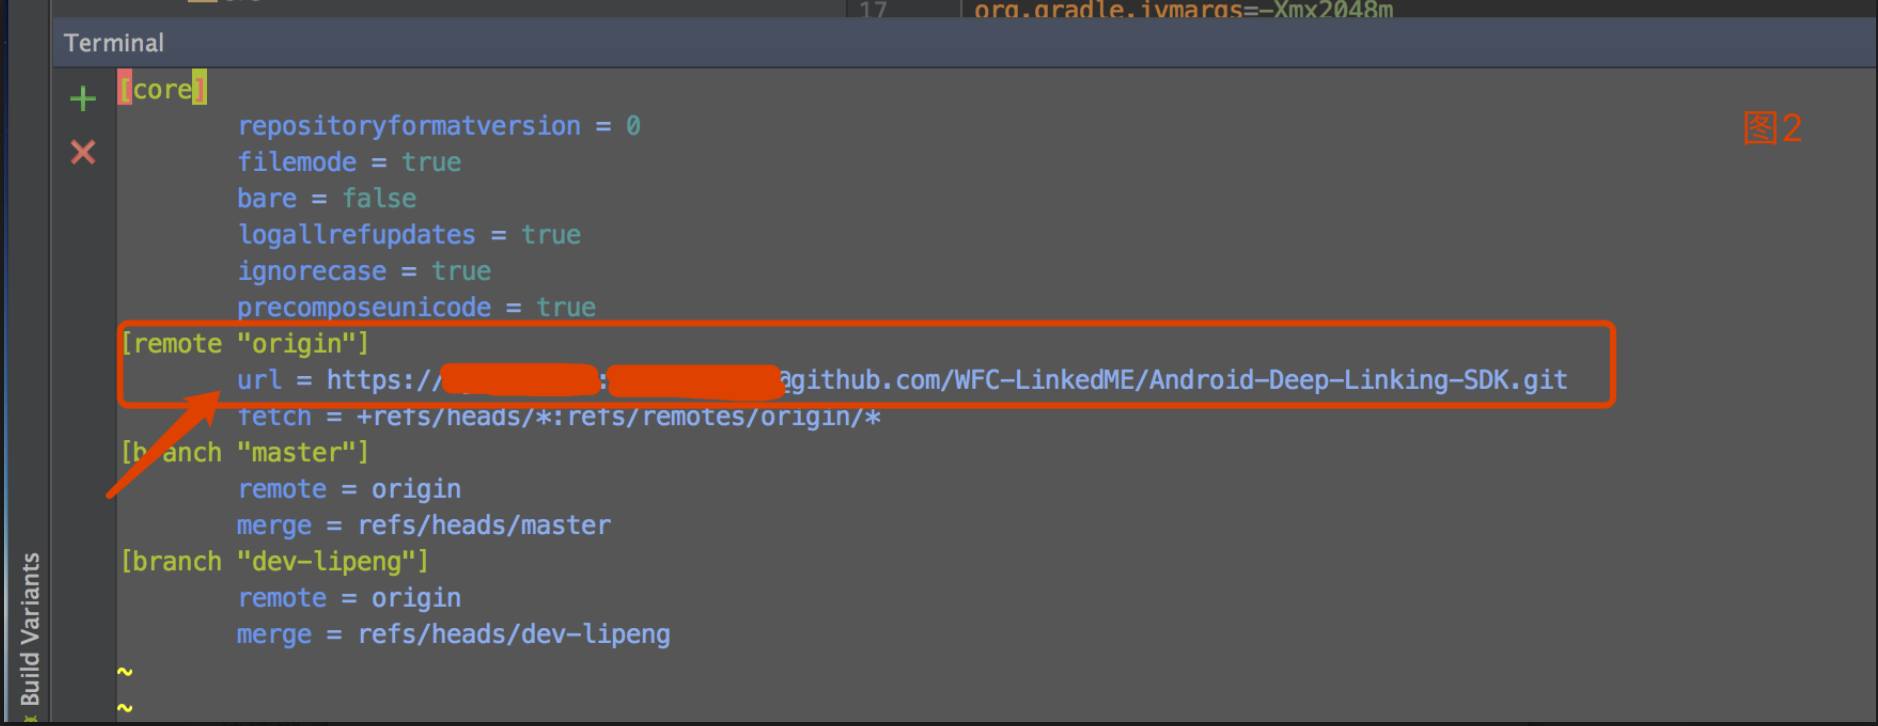 17 org.gradle.jvmargs=-Xmx2048m
Terminal
[core]
repositoryformatversion = 0
图2
filemode = true
bare = false
logallrefupdates = true
ignorecase = true
precomposeunicode = true
[remote "origin"]
url = https://:@github.com/WFC-LinkedME/Android-Deep-Linking-SDK.git
fetch = +refs/heads/*:refs/remotes/origin/*
[branch "master"]
remote = origin
merge = refs/heads/master
[branch "dev-lipeng"]
remote = origin
merge = refs/heads/dev-lipeng
~
~
Build Variants